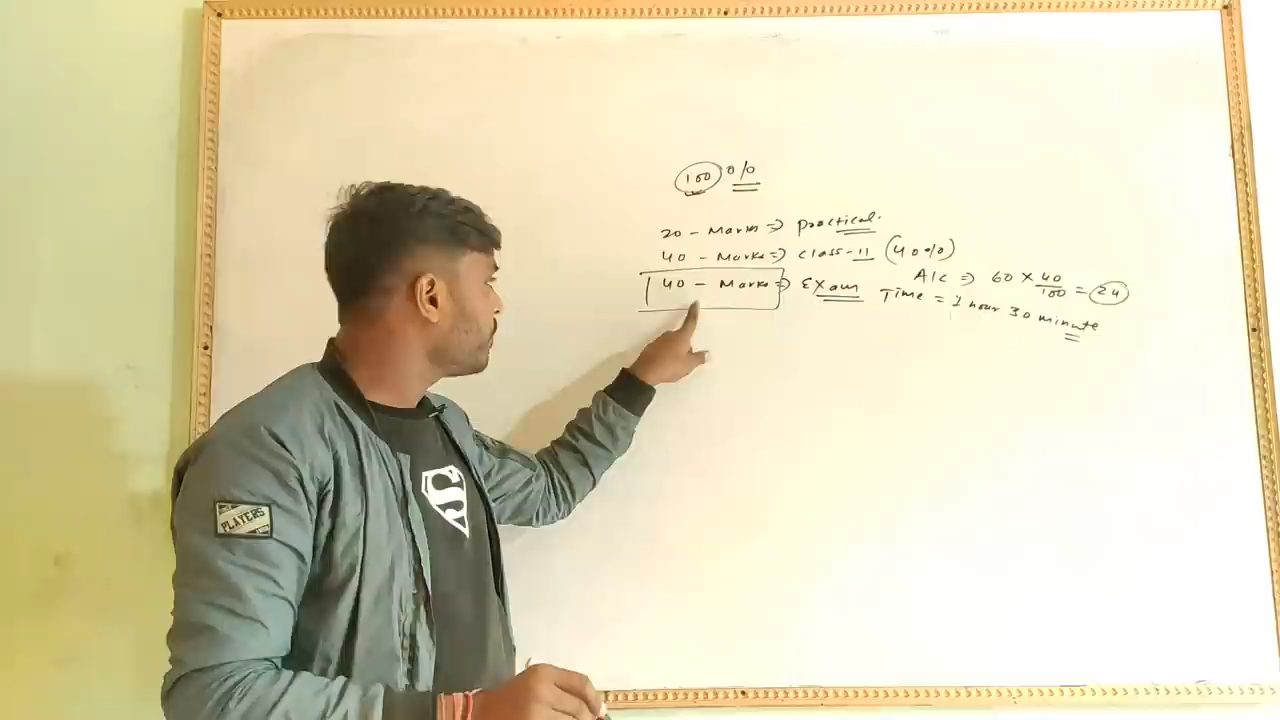 100 %
20 - Marks => practical.
40 - Marks => class - 11 (40%)
40 - Marks => Exam
A/c => 60 × 40/100 = 24
Time = 1 hour 30 minute
PLAYERS
S